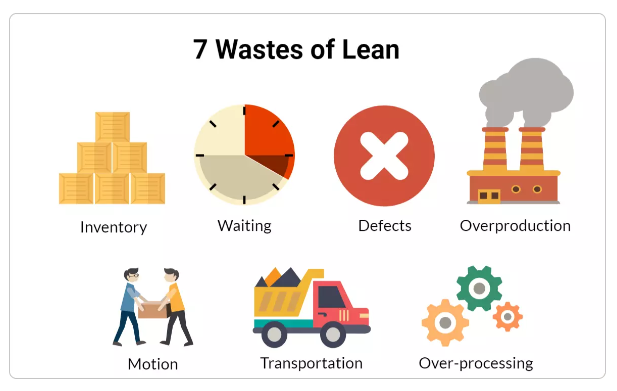 7 Wastes of Lean
Inventory
Waiting
Defects
Overproduction
Motion
Transportation
Over-processing